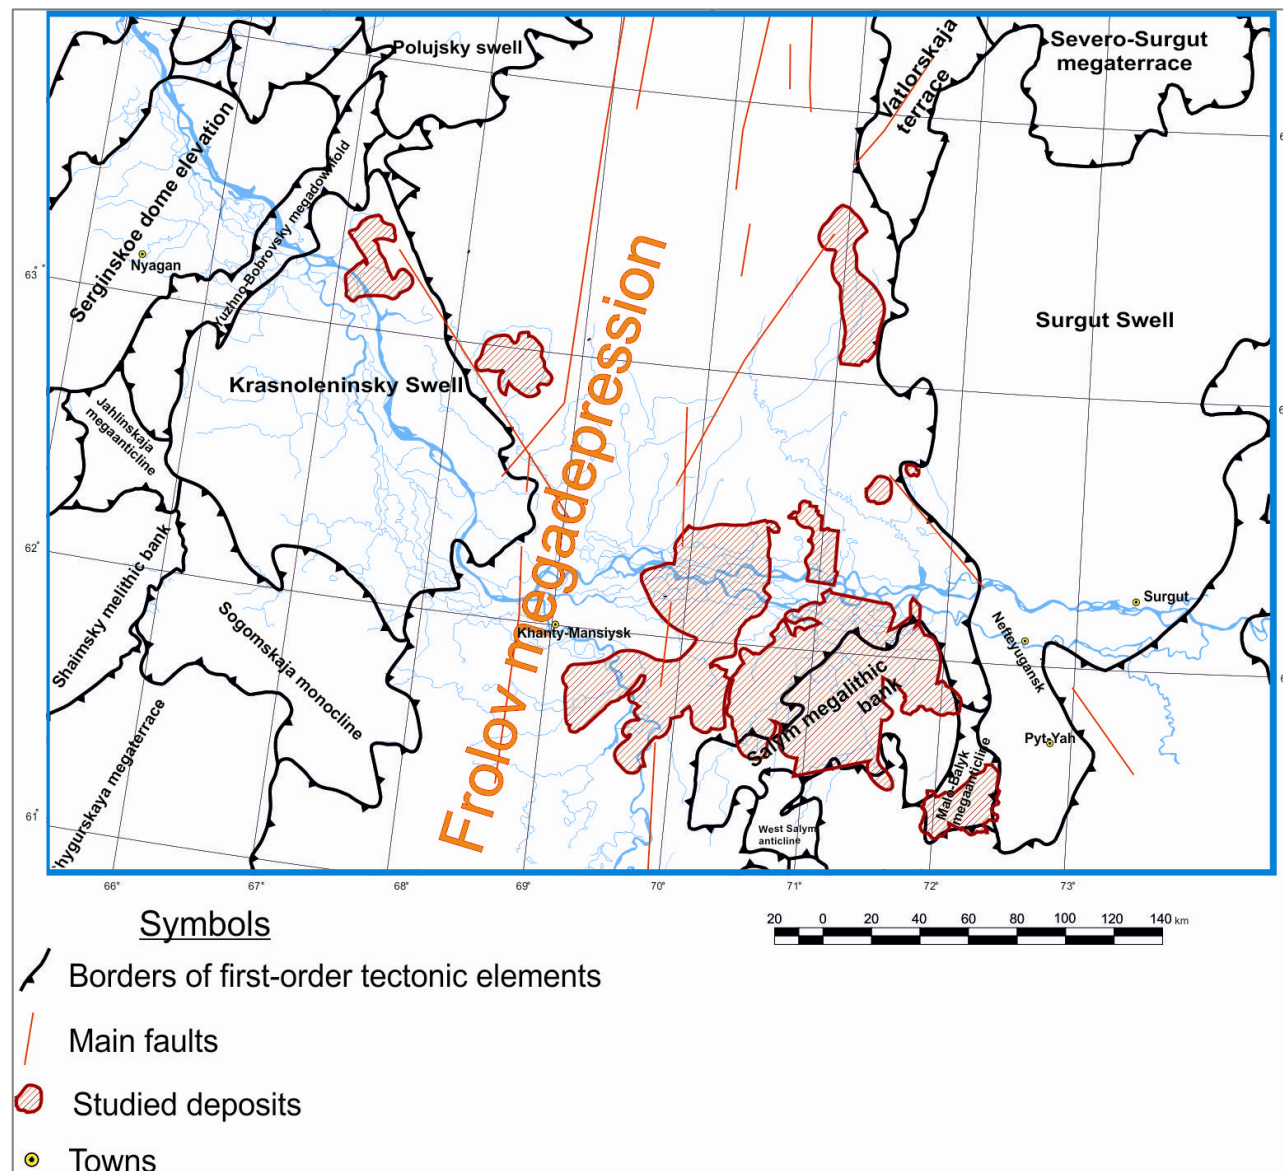 Polujsky swell
Vatlorskaja
terrace
Severo-Surgut
megaterrace
Serginskoe dome elevation
Yuzhno-Bobrovsky megadownfold
Nyagan
63°
Surgut Swell
Krasnoleninsky Swell
Frolov megadepression
Jahlinskaja
megaanticline
62°
Shaimsky melithic bank
Sogomskaja monocline
Khanty-Mansiysk
Surgut
Nefteyugansk
Salym megalithic
bank
Pyt-Yah
Malo-Balyk
megaanticline
West Salym
anticline
61°
hygurskaya megaterrace
66°
67°
68°
69°
70°
71°
72°
73°
20 0 20 40 60 80 100 120 140 km
Symbols
Borders of first-order tectonic elements
Main faults
Studied deposits
Towns